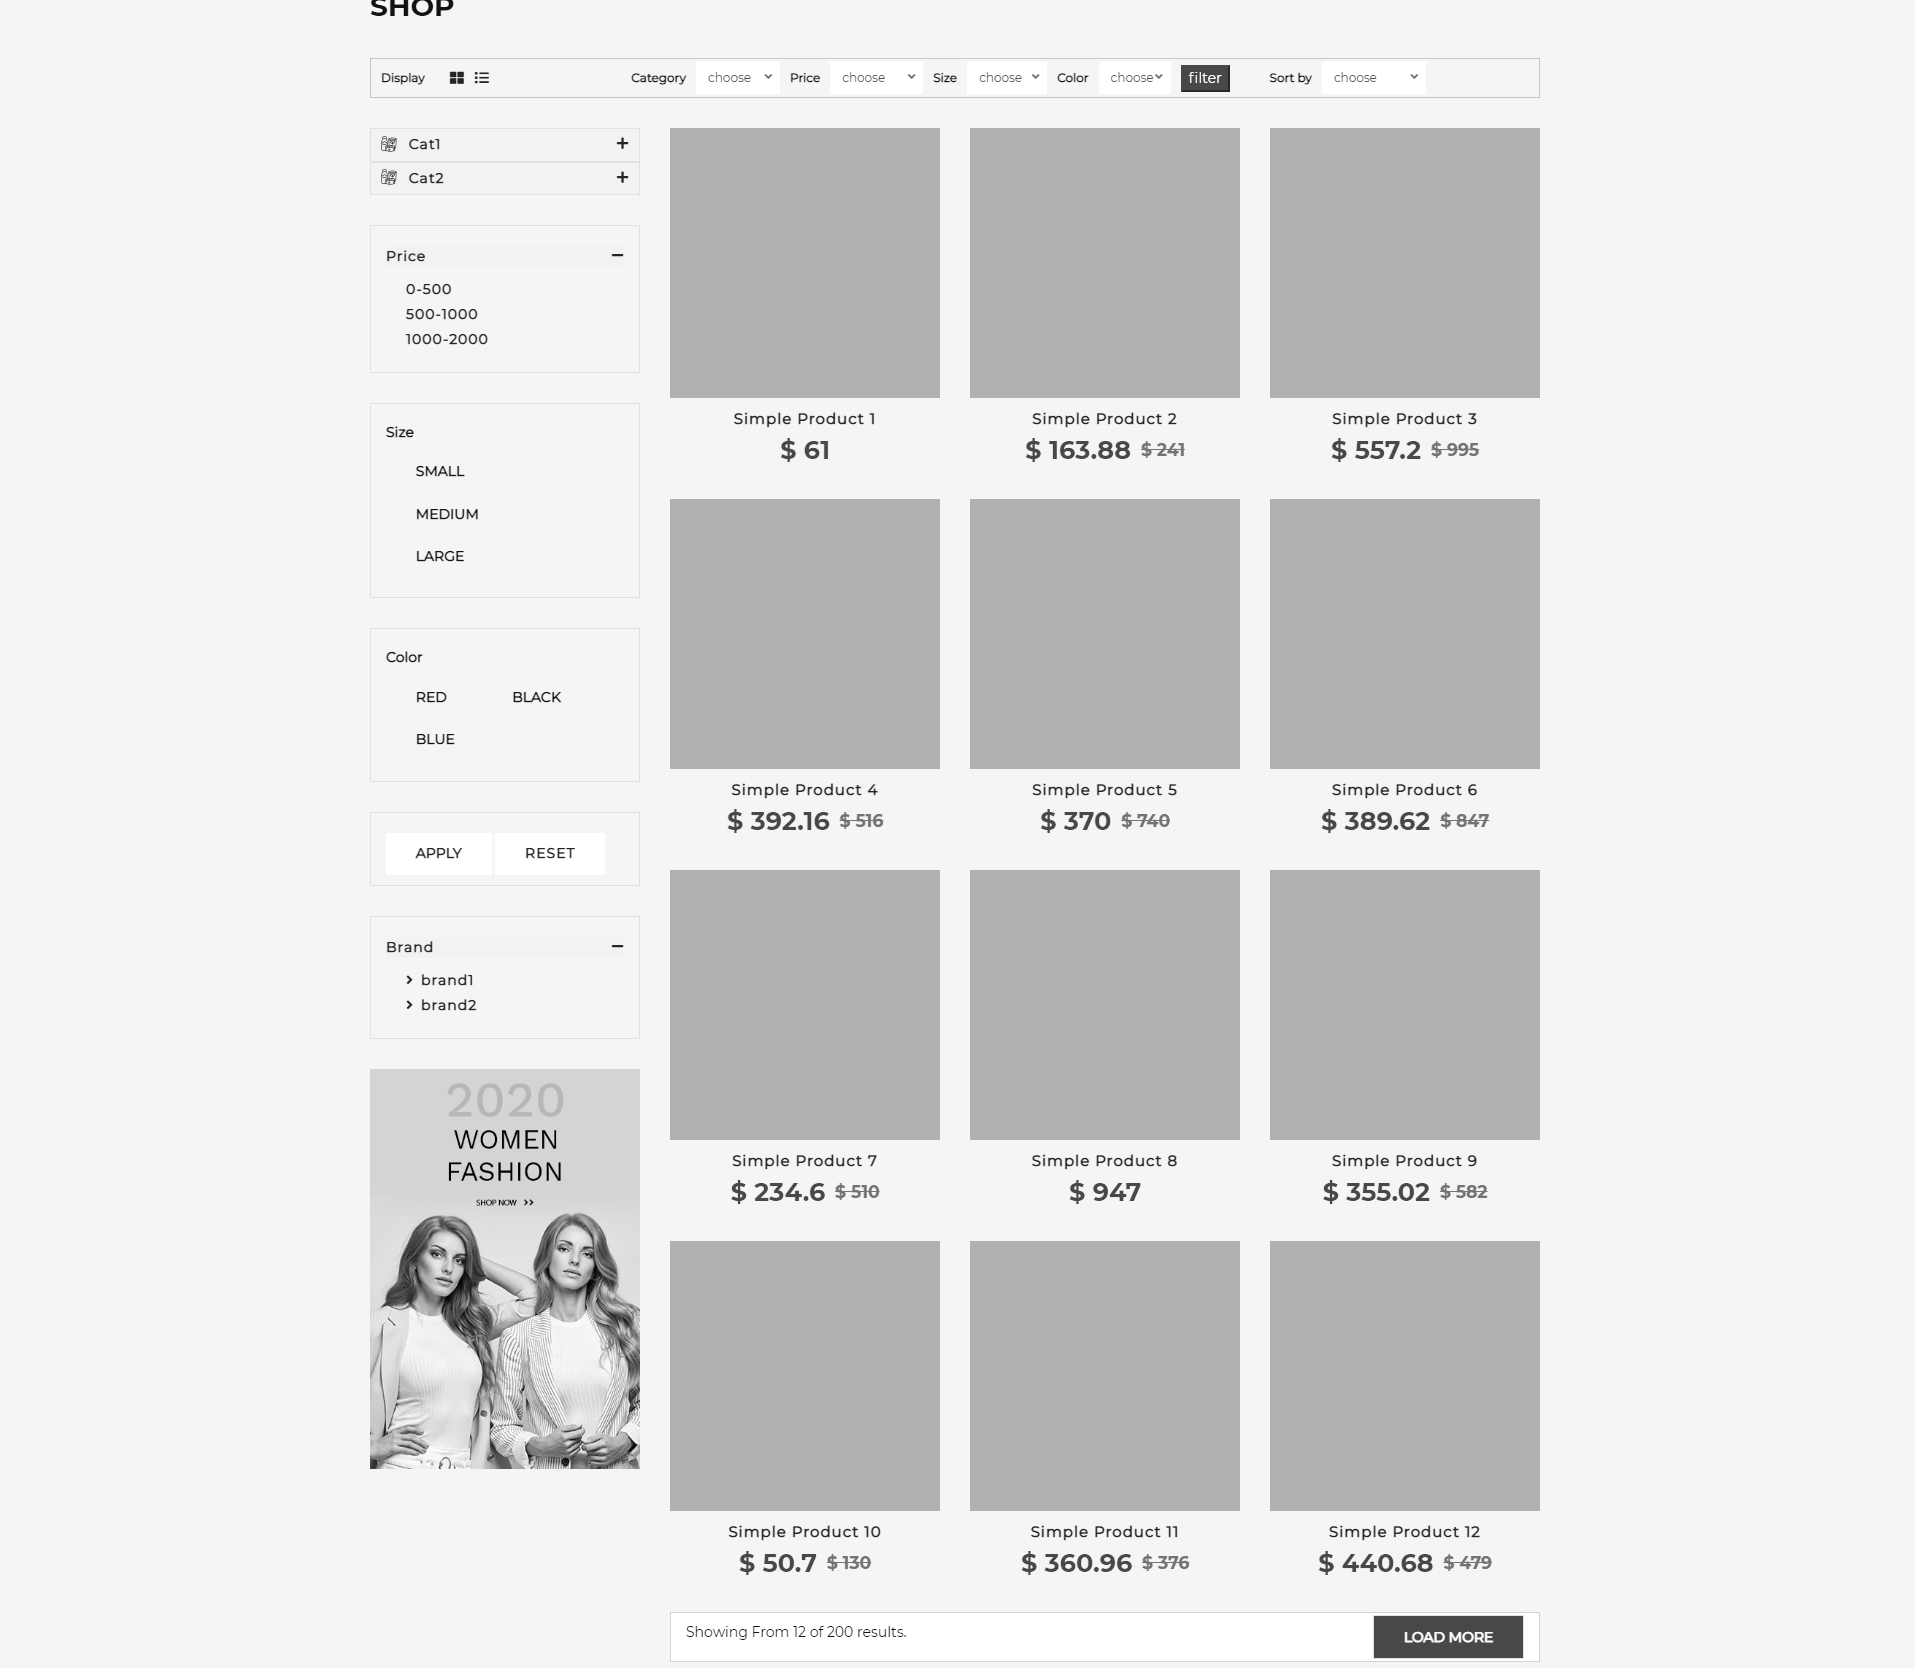 SHOP
Display Category choose Price choose Size choose Color choose filter Sort by choose
Cat1
Cat2
Price
0-500
500-1000
1000-2000
Size
SMALL
MEDIUM
LARGE
Color
RED BLACK
BLUE
APPLY RESET
Brand
brand1
brand2
2020
WOMEN
FASHION
SHOP NOW
Simple Product 1 Simple Product 2 Simple Product 3
$ 61 $ 163.88 $ 241 $ 557.2 $ 995
Simple Product 4 Simple Product 5 Simple Product 6
$ 392.16 $ 516 $ 370 $ 740 $ 389.62 $ 847
Simple Product 7 Simple Product 8 Simple Product 9
$ 234.6 $ 510 $ 947 $ 355.02 $ 582
Simple Product 10 Simple Product 11 Simple Product 12
$ 50.7 $ 130 $ 360.96 $ 376 $ 440.68 $ 479
Showing From 12 of 200 results. LOAD MORE